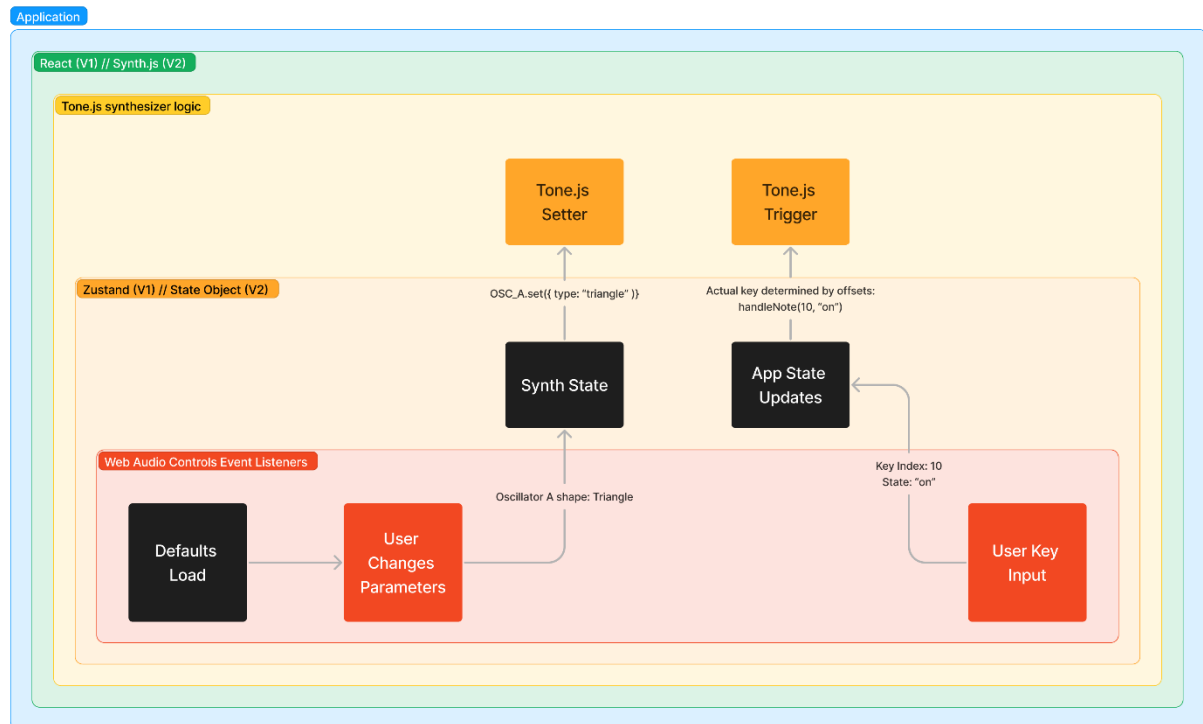 Application
React (V1) // Synth.js (V2)
Tone.js synthesizer logic
Tone.js
Setter
Tone.js
Trigger
Zustand (V1) // State Object (V2)
OSC_A.set({ type: “triangle” )}
Actual key determined by offsets:
handleNote(10, “on”)
Synth State
App State
Updates
Web Audio Controls Event Listeners
Key Index: 10
State: “on”
Oscillator A shape: Triangle
Defaults
Load
User
Changes
Parameters
User Key
Input